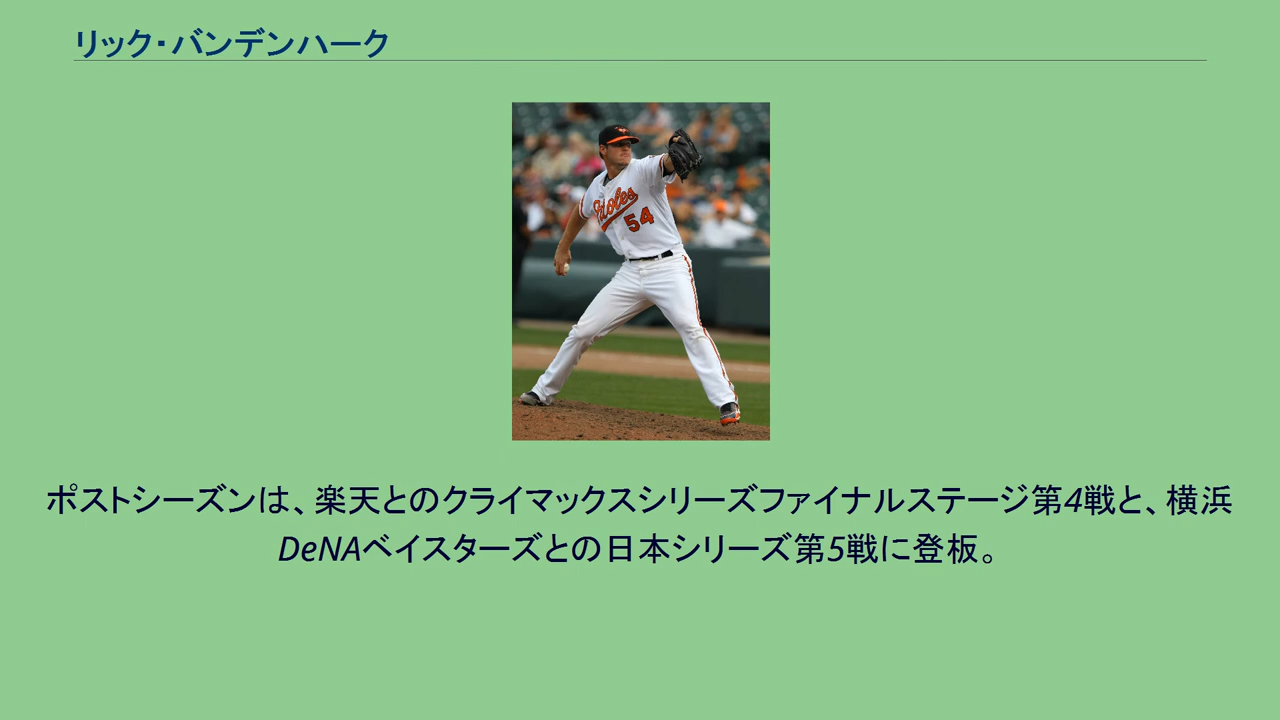 リック・バンデンハーク
Orioles
54
ポストシーズンは、楽天とのクライマックスシリーズファイナルステージ第4戦と、横浜
DeNAベイスターズとの日本シリーズ第5戦に登板。